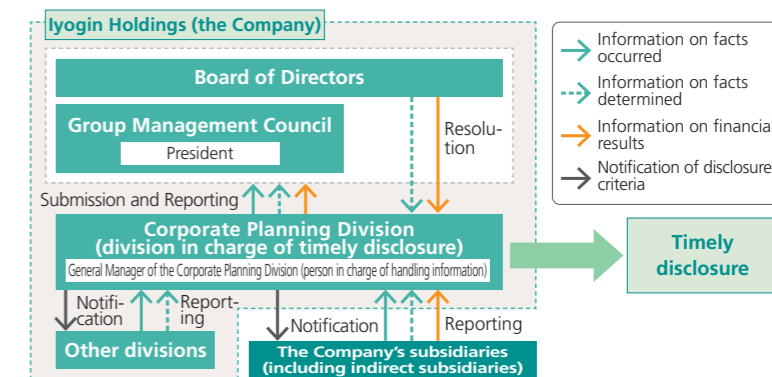 Iyogin Holdings (the Company)
Board of Directors
Group Management Council
President
Resolu-
tion
Submission and Reporting
Corporate Planning Division
(division in charge of timely disclosure)
General Manager of the Corporate Planning Division (person in charge of handling information)
Notifi-
cation
Report-
ing
Notification
Reporting
Other divisions
The Company's subsidiaries
(including indirect subsidiaries)
Timely
disclosure
Information on facts
occurred
Information on facts
determined
Information on financial
results
Notification of disclosure
criteria